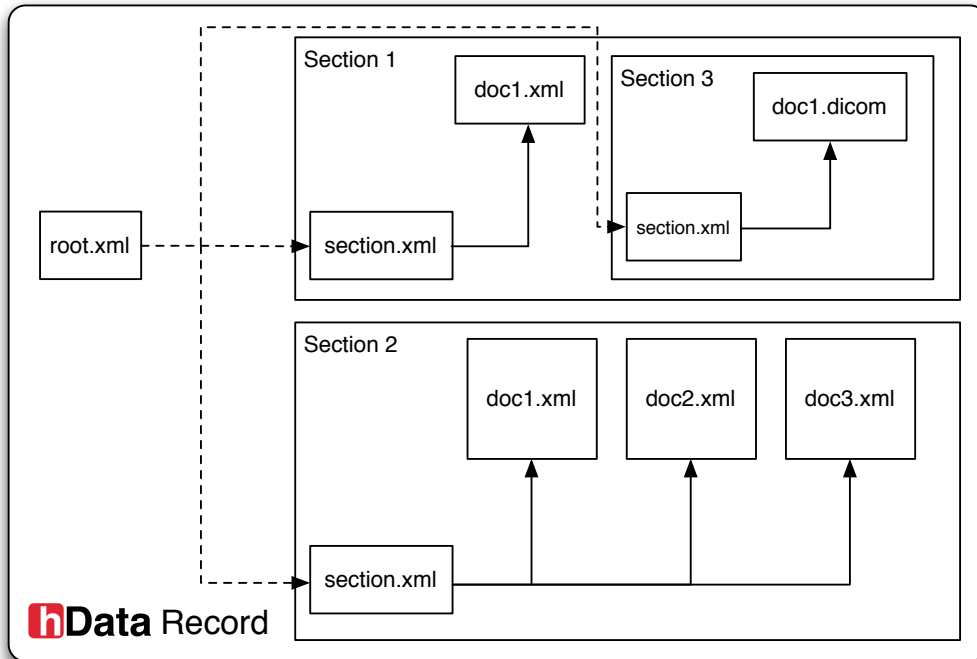 Section 1
doc1.xml
Section 3
doc1.dicom
root.xml
section.xml
section.xml
Section 2
doc1.xml
doc2.xml
doc3.xml
section.xml
hData Record